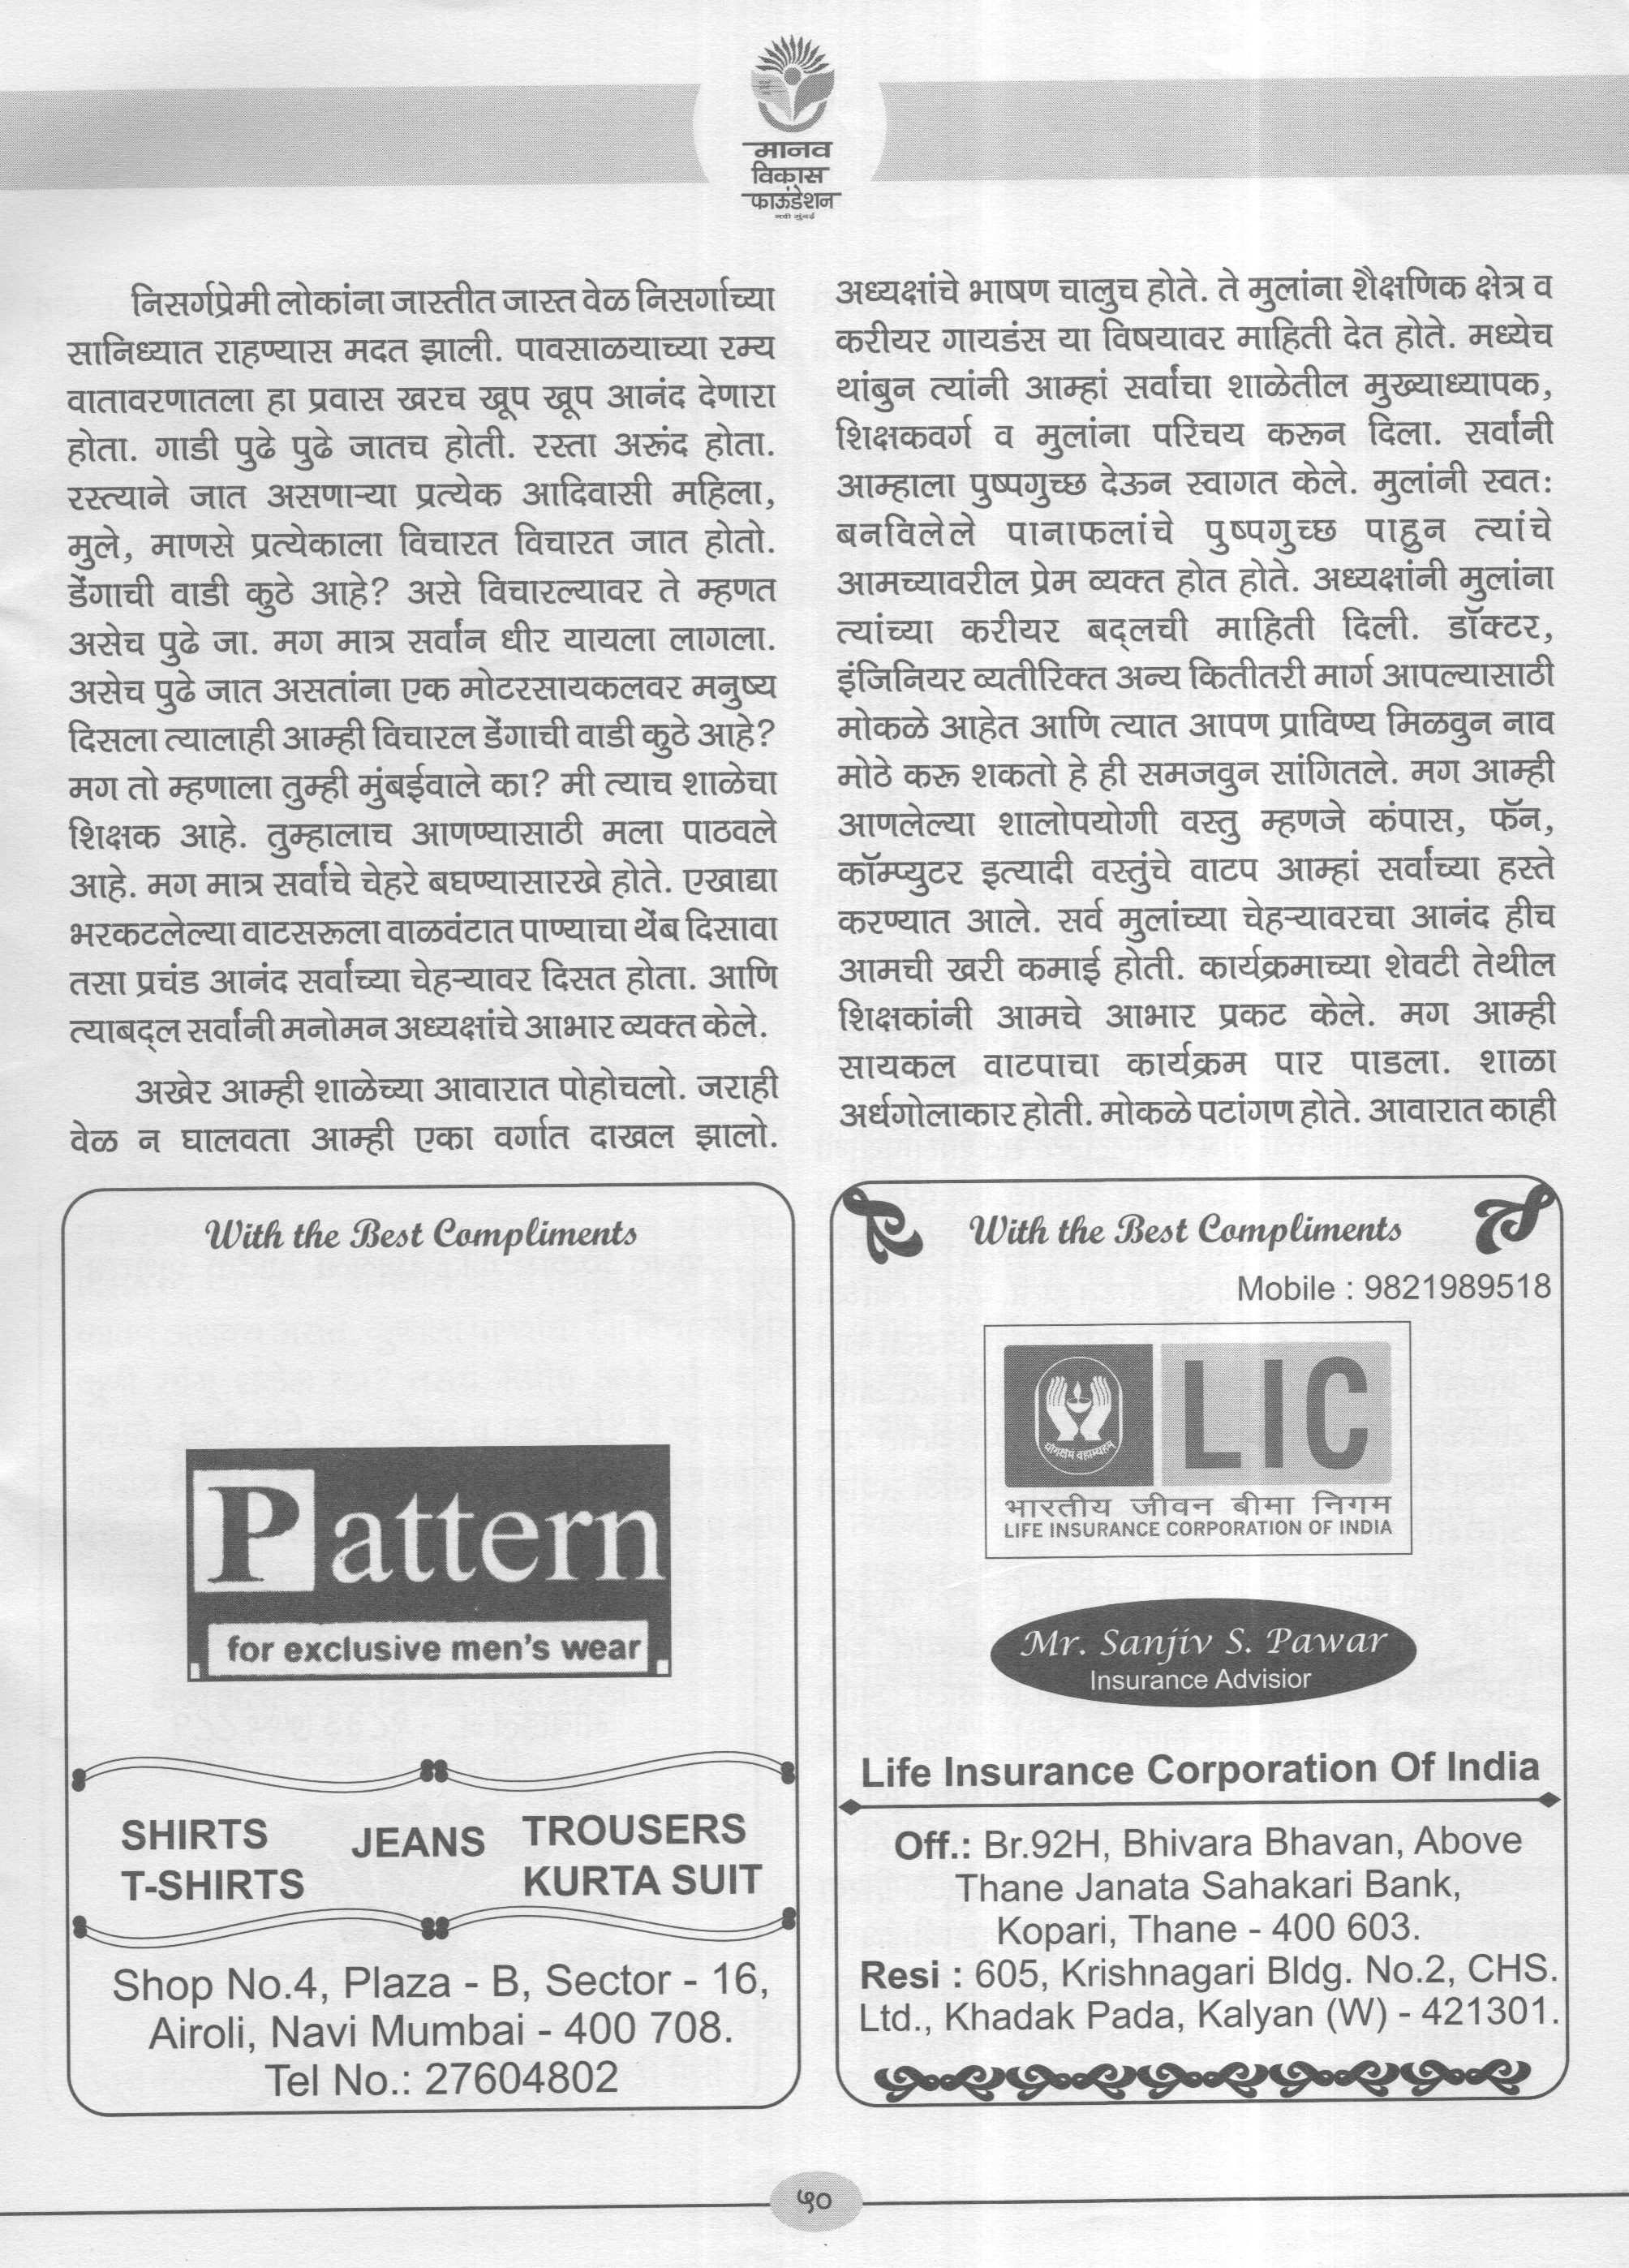 मानव
विकास
फाऊंडेशन
नवी मुंबई
निसर्गप्रेमी लोकांना जास्तीत जास्त वेळ निसर्गाच्या
सानिध्यात राहण्यास मदत झाली. पावसाळयाच्या रम्य
वातावरणातला हा प्रवास खरच खूप खूप आनंद देणारा
होता. गाडी पुढे पुढे जातच होती. रस्ता अरूंद होता.
रस्त्याने जात असणाऱ्या प्रत्येक आदिवासी महिला,
मुले, माणसे प्रत्येकाला विचारत विचारत जात होतो.
डेंगाची वाडी कुठे आहे? असे विचारल्यावर ते म्हणत
असेच पुढे जा. मग मात्र सर्वांन धीर यायला लागला.
असेच पुढे जात असतांना एक मोटरसायकलवर मनुष्य
दिसला त्यालाही आम्ही विचारल डेंगाची वाडी कुठे आहे?
मग तो म्हणाला तुम्ही मुंबईवाले का? मी त्याच शाळेचा
शिक्षक आहे. तुम्हालाच आणण्यासाठी मला पाठवले
आहे. मग मात्र सर्वांचे चेहरे बघण्यासारखे होते. एखाद्या
भरकटलेल्या वाटसरूला वाळवंटात पाण्याचा थेंब दिसावा
तसा प्रचंड आनंद सर्वांच्या चेहऱ्यावर दिसत होता. आणि
त्याबद्ल सर्वांनी मनोमन अध्यक्षांचे आभार व्यक्त केले.
अखेर आम्ही शाळेच्या आवारात पोहोचलो. जराही
वेळ न घालवता आम्ही एका वर्गात दाखल झालो.
अध्यक्षांचे भाषण चालुच होते. ते मुलांना शैक्षणिक क्षेत्र व
करीयर गायडंस या विषयावर माहिती देत होते. मध्येच
थांबुन त्यांनी आम्हां सर्वांचा शाळेतील मुख्याध्यापक,
शिक्षकवर्ग व मुलांना परिचय करून दिला. सर्वांनी
आम्हाला पुष्पगुच्छ देऊन स्वागत केले. मुलांनी स्वत:
बनविलेले पानाफलांचे पुष्पगुच्छ पाहुन त्यांचे
आमच्यावरील प्रेम व्यक्त होत होते. अध्यक्षांनी मुलांना
त्यांच्या करीयर बद्लची माहिती दिली. डॉक्टर,
इंजिनियर व्यतीरिक्त अन्य कितीतरी मार्ग आपल्यासाठी
मोकळे आहेत आणि त्यात आपण प्राविण्य मिळवुन नाव
मोठे करू शकतो हे ही समजवुन सांगितले. मग आम्ही
आणलेल्या शालोपयोगी वस्तु म्हणजे कंपास, फॅन,
कॉम्प्युटर इत्यादी वस्तुंचे वाटप आम्हां सर्वांच्या हस्ते
करण्यात आले. सर्व मुलांच्या चेहऱ्यावरचा आनंद हीच
आमची खरी कमाई होती. कार्यक्रमाच्या शेवटी तेथील
शिक्षकांनी आमचे आभार प्रकट केले. मग आम्ही
सायकल वाटपाचा कार्यक्रम पार पाडला. शाळा
अर्धगोलाकार होती. मोकळे पटांगण होते. आवारात काही
With the Best Compliments
Pattern
for exclusive men's wear
SHIRTS JEANS TROUSERS
T-SHIRTS KURTA SUIT
Shop No.4, Plaza - B, Sector - 16,
Airoli, Navi Mumbai - 400 708.
Tel No.: 27604802
With the Best Compliments
Mobile : 9821989518
योगक्षेमं वहाम्यहम्
LIC
भारतीय जीवन बीमा निगम
LIFE INSURANCE CORPORATION OF INDIA
Mr. Sanjiv S. Pawar
Insurance Advisior
Life Insurance Corporation Of India
Off.: Br.92H, Bhivara Bhavan, Above
Thane Janata Sahakari Bank,
Kopari, Thane - 400 603.
Resi : 605, Krishnagari Bldg. No.2, CHS.
Ltd., Khadak Pada, Kalyan (W) - 421301.
५०